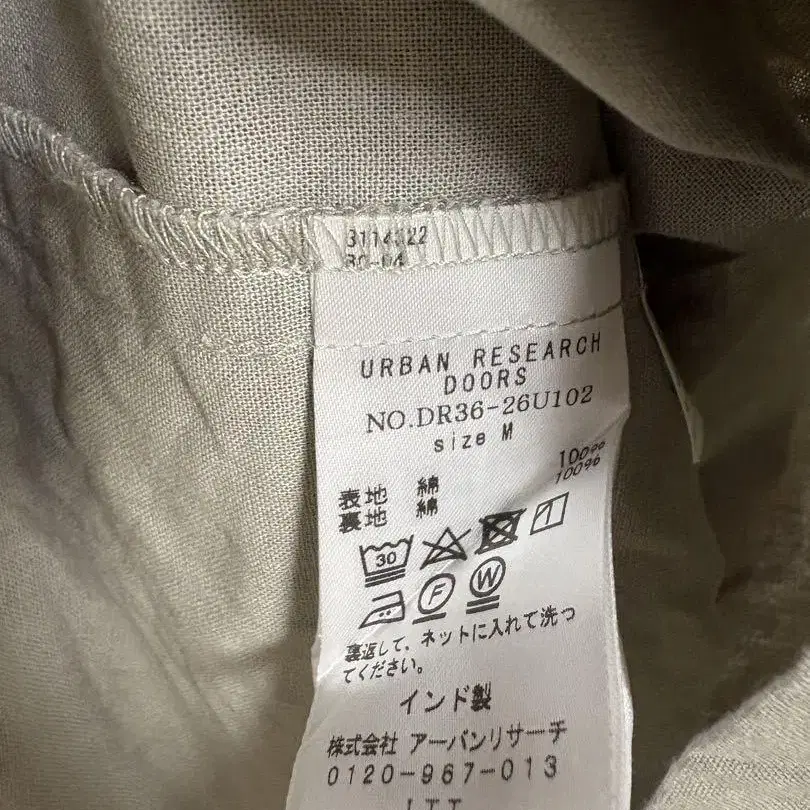 3114322
URBAN RESEARCH
DOORS
NO.DR36-26U102
size M
表地 綿 100%
裏地 綿 100%
30
F W
裏返して、ネットに入れて洗っ
てください。
インド製
株式会社 アーバンリサーチ
0120-967-013